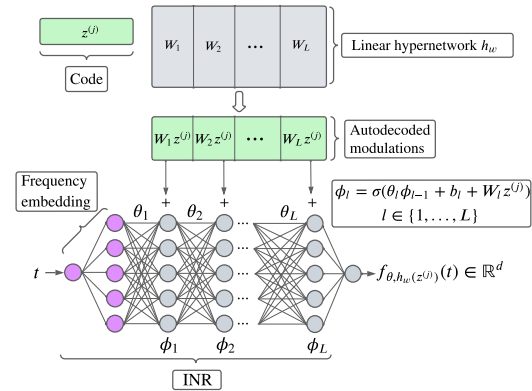 z^(j)
Code
W_1 W_2 ••• W_L
Linear hypernetwork h_w
W_1 z^(j) W_2 z^(j) ••• W_L z^(j)
Autodecoded
modulations
Frequency
embedding
+ + +
θ_1 θ_2 θ_L
ϕ_l = σ(θ_l ϕ_{l−1} + b_l + W_l z^(j))
l ∈ {1, . . . , L}
t
... ...
... ...
f_{θ,h_w(z^(j))}(t) ∈ ℝ^d
... ...
... ...
ϕ_1 ϕ_2 ϕ_L
INR